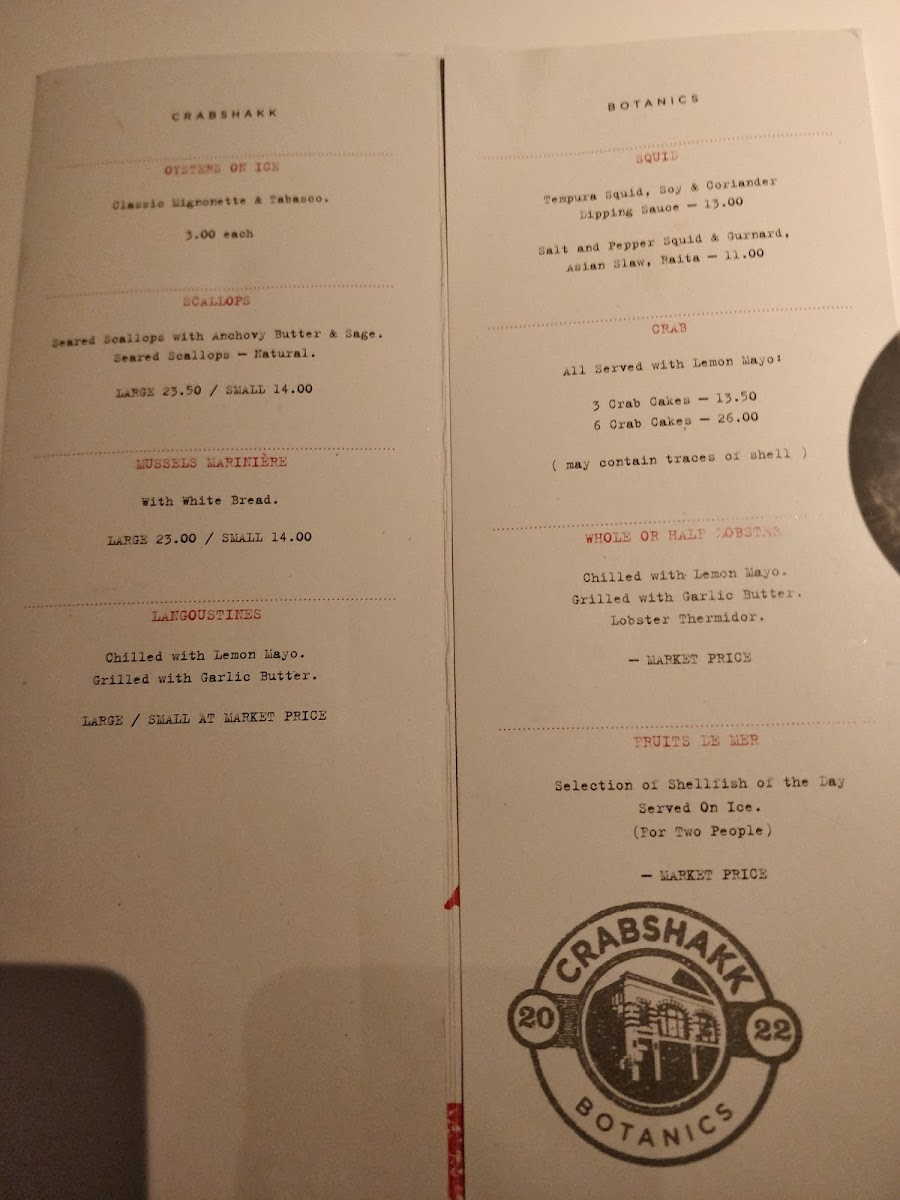 CRABSHAKK
OYSTERS ON ICE
Classic Mignonette & Tabasco.
3.00 each
SCALLOPS
Seared Scallops with Anchovy Butter & Sage.
Seared Scallops — Natural.
LARGE 23.50 / SMALL 14.00
MUSSELS MARINIÈRE
With White Bread.
LARGE 23.00 / SMALL 14.00
LANGOUSTINES
Chilled with Lemon Mayo.
Grilled with Garlic Butter.
LARGE / SMALL AT MARKET PRICE
BOTANICS
SQUID
Tempura Squid, Soy & Coriander
Dipping Sauce — 13.00
Salt and Pepper Squid & Gurnard,
Asian Slaw, Raita — 11.00
CRAB
All Served with Lemon Mayo:
3 Crab Cakes — 13.50
6 Crab Cakes — 26.00
( may contain traces of shell )
WHOLE OR HALF LOBSTER
Chilled with Lemon Mayo.
Grilled with Garlic Butter.
Lobster Thermidor.
— MARKET PRICE
FRUITS DE MER
Selection of Shellfish of the Day
Served On Ice.
(For Two People)
— MARKET PRICE
CRABSHAKK
20 22
BOTANICS